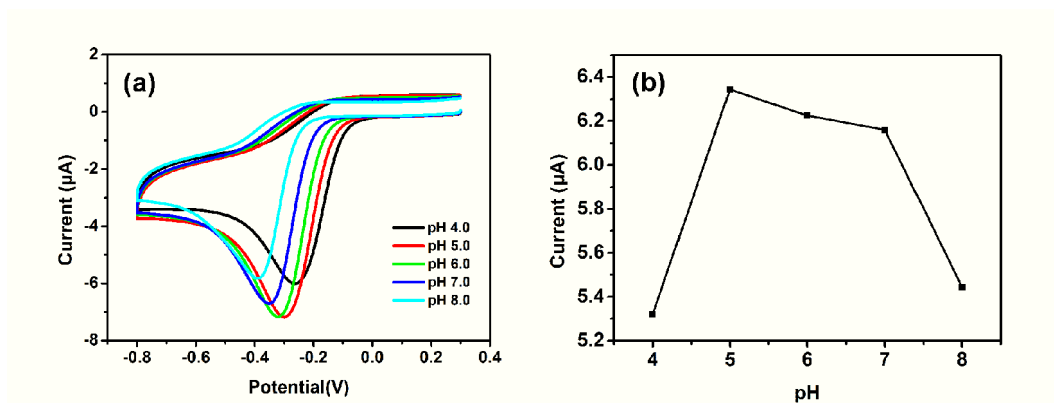 (a)
2
0
-2
-4
-6
-8
Current (µA)
-0.8
-0.6
-0.4
-0.2
0.0
0.2
0.4
Potential(V)
pH 4.0
pH 5.0
pH 6.0
pH 7.0
pH 8.0
(b)
6.4
6.2
6.0
5.8
5.6
5.4
5.2
Current (µA)
4
5
6
7
8
pH